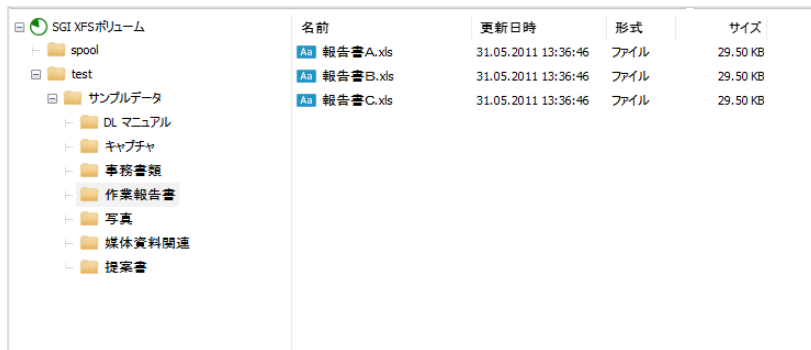 SGI XFSボリューム
spool
test
サンプルデータ
DL マニュアル
キャプチャ
事務書類
作業報告書
写真
媒体資料関連
提案書
名前 更新日時 形式 サイズ
Aa 報告書A.xls 31.05.2011 13:36:46 ファイル 29.50 KB
Aa 報告書B.xls 31.05.2011 13:36:46 ファイル 29.50 KB
Aa 報告書C.xls 31.05.2011 13:36:46 ファイル 29.50 KB